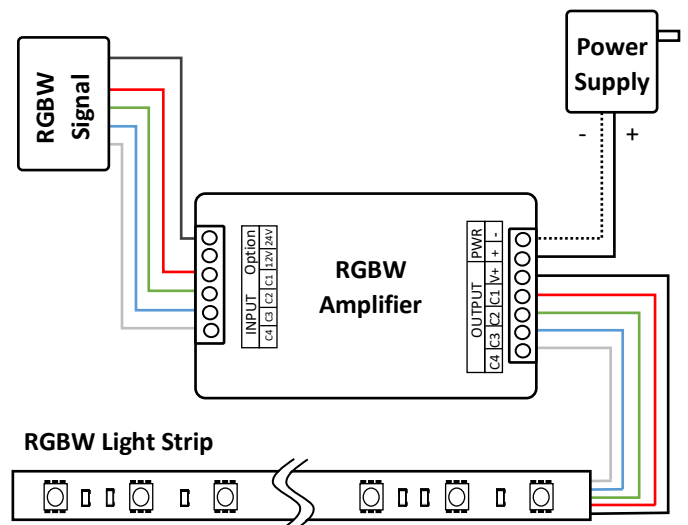 RGBW
Signal
Power
Supply
- +
INPUT Option
C4 C3 C2 C1 12V 24V
RGBW
Amplifier
OUTPUT PWR
C4 C3 C2 C1 V+ + -
RGBW Light Strip